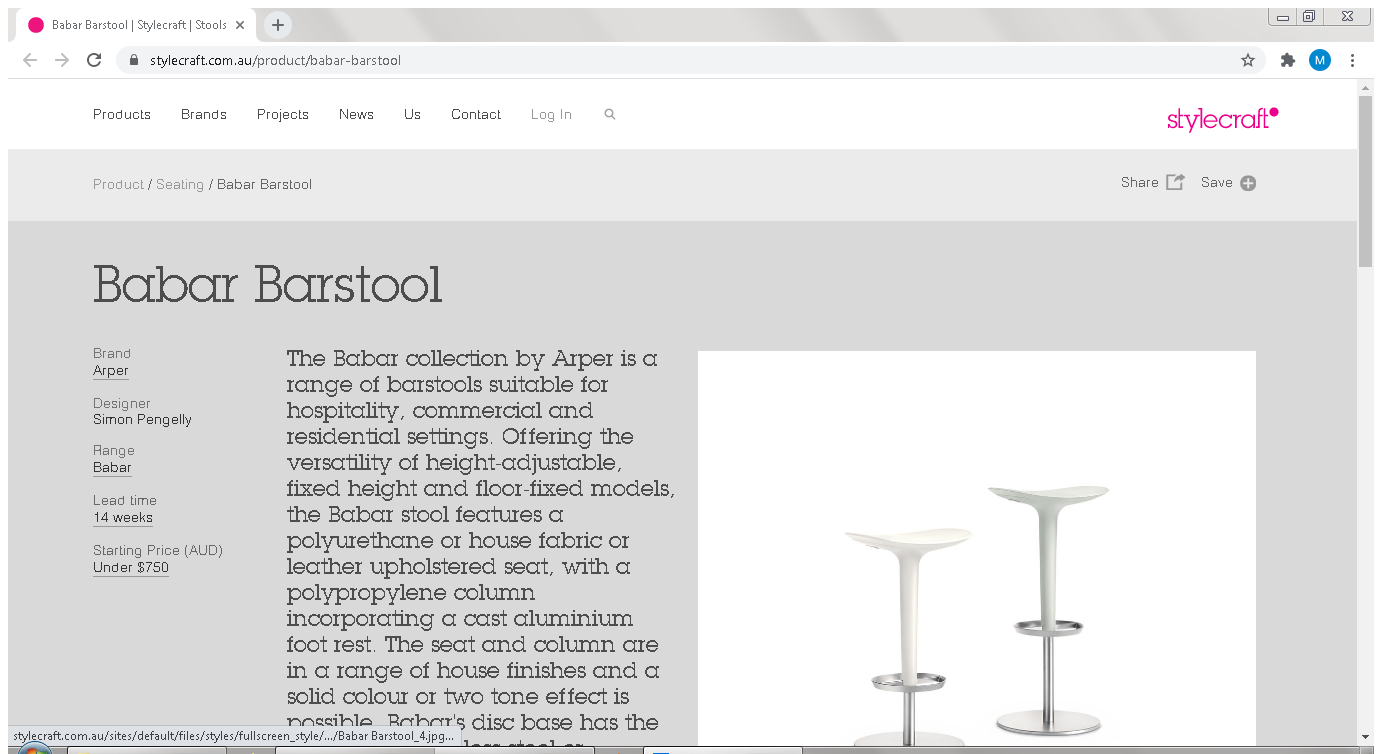 Babar Barstool | Stylecraft | Stools
stylecraft.com.au/product/babar-barstool
M
Products Brands Projects News Us Contact Log In
stylecraft
Product / Seating / Babar Barstool
Share Save
Babar Barstool
Brand
Arper
Designer
Simon Pengelly
Range
Babar
Lead time
14 weeks
Starting Price (AUD)
Under $750
The Babar collection by Arper is a
range of barstools suitable for
hospitality, commercial and
residential settings. Offering the
versatility of height-adjustable,
fixed height and floor-fixed models,
the Babar stool features a
polyurethane or house fabric or
leather upholstered seat, with a
polypropylene column
incorporating a cast aluminium
foot rest. The seat and column are
in a range of house finishes and a
solid colour or two tone effect is
possible. Babar's disc base has the
stool or
stylecraft.com.au/sites/default/files/styles/fullscreen_style/.../Babar Barstool_4.jpg...